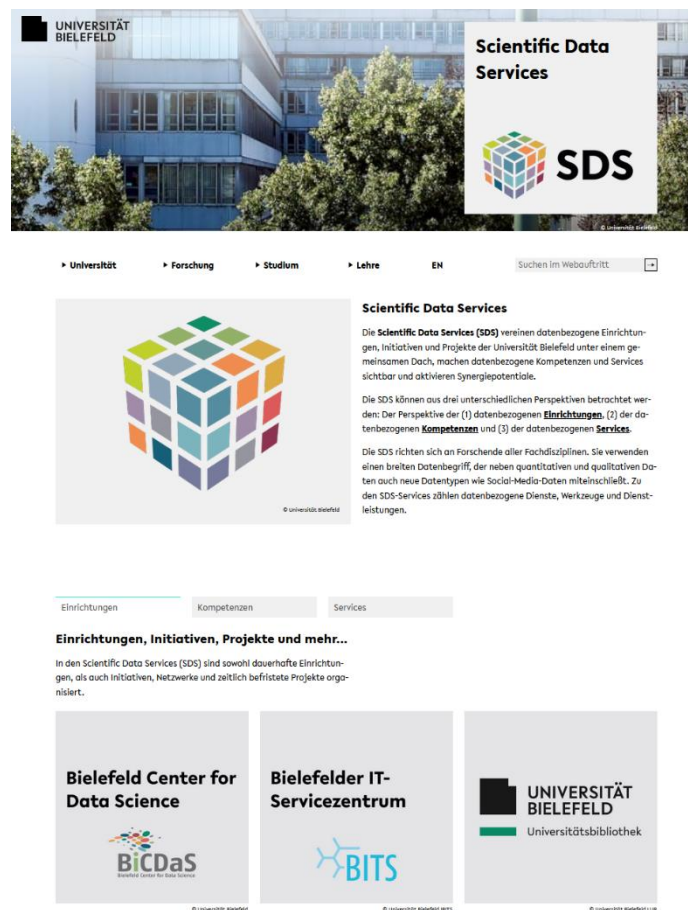 UNIVERSITÄT
BIELEFELD
Scientific Data
Services
SDS
© Universität Bielefeld
▸ Universität ▸ Forschung ▸ Studium ▸ Lehre EN Suchen im Webauftritt
Scientific Data Services
Die Scientific Data Services (SDS) vereinen datenbezogene Einrichtun-
gen, Initiativen und Projekte der Universität Bielefeld unter einem ge-
meinsamen Dach, machen datenbezogene Kompetenzen und Services
sichtbar und aktivieren Synergiepotentiale.
Die SDS können aus drei unterschiedlichen Perspektiven betrachtet wer-
den: Der Perspektive der (1) datenbezogenen Einrichtungen, (2) der da-
tenbezogenen Kompetenzen und (3) der datenbezogenen Services.
Die SDS richten sich an Forschende aller Fachdisziplinen. Sie verwenden
einen breiten Datenbegriff, der neben quantitativen und qualitativen Da-
ten auch neue Datentypen wie Social-Media-Daten miteinschließt. Zu
den SDS-Services zählen datenbezogene Dienste, Werkzeuge und Dienst-
leistungen.
© Universität Bielefeld
Einrichtungen Kompetenzen Services
Einrichtungen, Initiativen, Projekte und mehr...
In den Scientific Data Services (SDS) sind sowohl dauerhafte Einrichtun-
gen, als auch Initiativen, Netzwerke und zeitlich befristete Projekte orga-
nisiert.
Bielefeld Center for
Data Science
BiCDaS
Bielefeld Center for Data Science
© Universität Bielefeld
Bielefelder IT-
Servicezentrum
BITS
© Universität Bielefeld BITS
UNIVERSITÄT
BIELEFELD
Universitätsbibliothek
© Universität Bielefeld